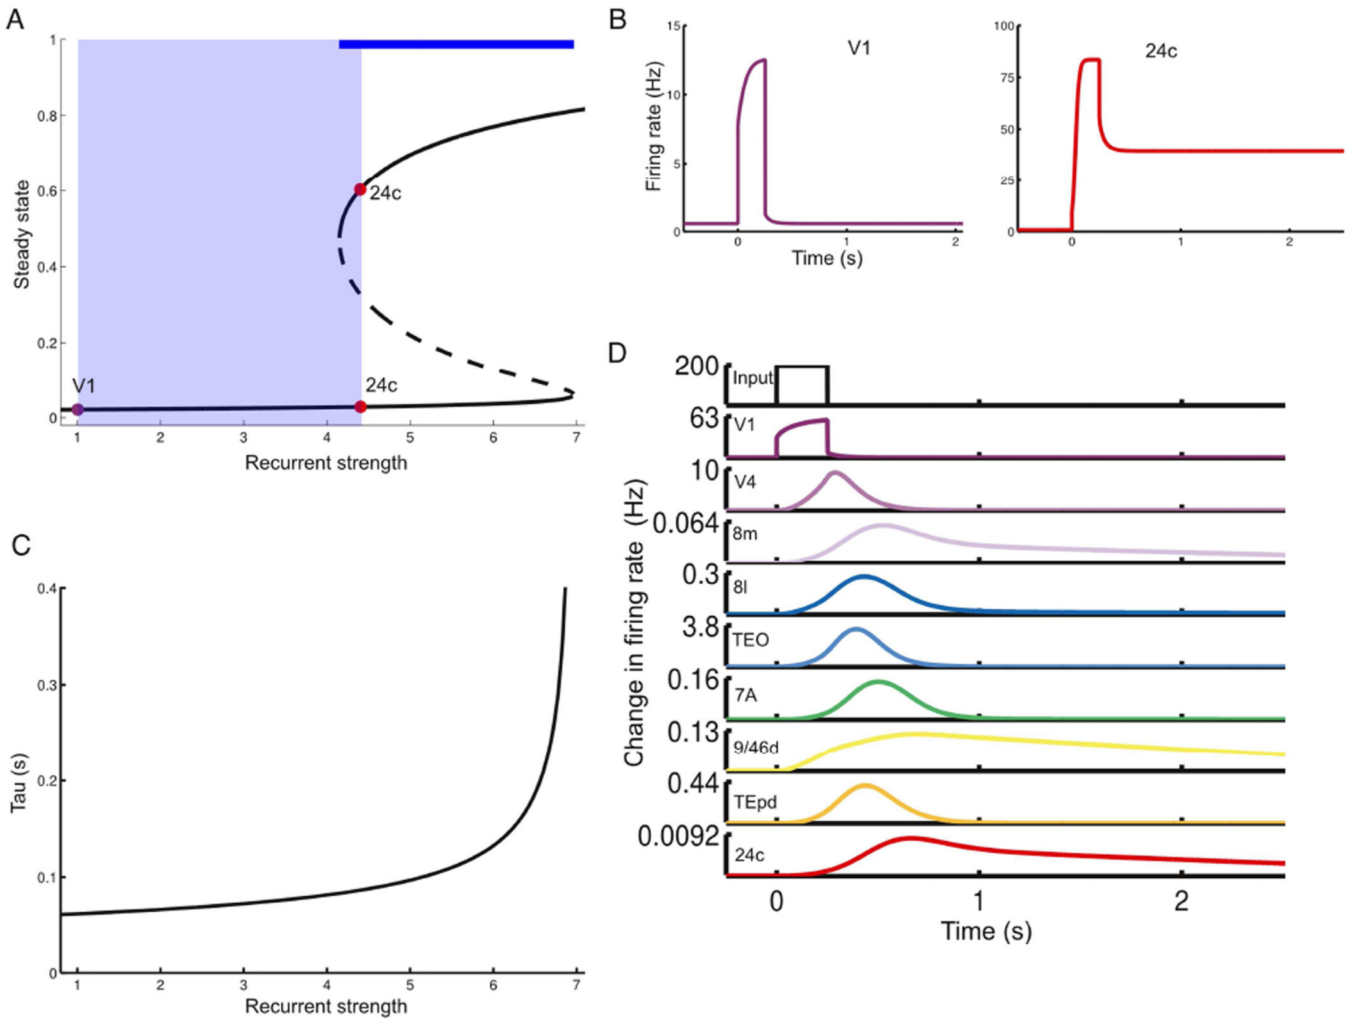 A
1
0.8
0.6
0.4
0.2
0
Steady state
24c
V1
24c
1 2 3 4 5 6 7
Recurrent strength
B
15
10
5
0
Firing rate (Hz)
V1
0 1 2
Time (s)
100
75
50
25
0
24c
0 1 2
C
0.4
0.3
0.2
0.1
0
Tau (s)
1 2 3 4 5 6 7
Recurrent strength
D
Change in firing rate (Hz)
200 Input
63 V1
10 V4
0.064 8m
0.3 8l
3.8 TEO
0.16 7A
0.13 9/46d
0.44 TEpd
0.0092 24c
0 1 2
Time (s)